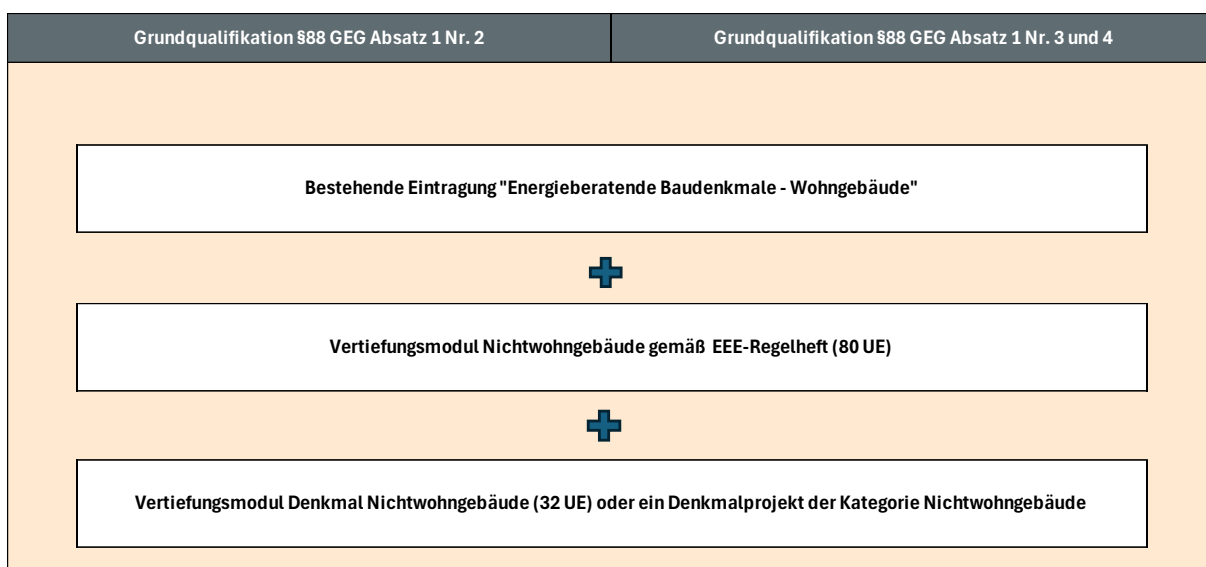 Grundqualifikation §88 GEG Absatz 1 Nr. 2
Grundqualifikation §88 GEG Absatz 1 Nr. 3 und 4
Bestehende Eintragung "Energieberatende Baudenkmale - Wohngebäude"
Vertiefungsmodul Nichtwohngebäude gemäß EEE-Regelheft (80 UE)
Vertiefungsmodul Denkmal Nichtwohngebäude (32 UE) oder ein Denkmalprojekt der Kategorie Nichtwohngebäude